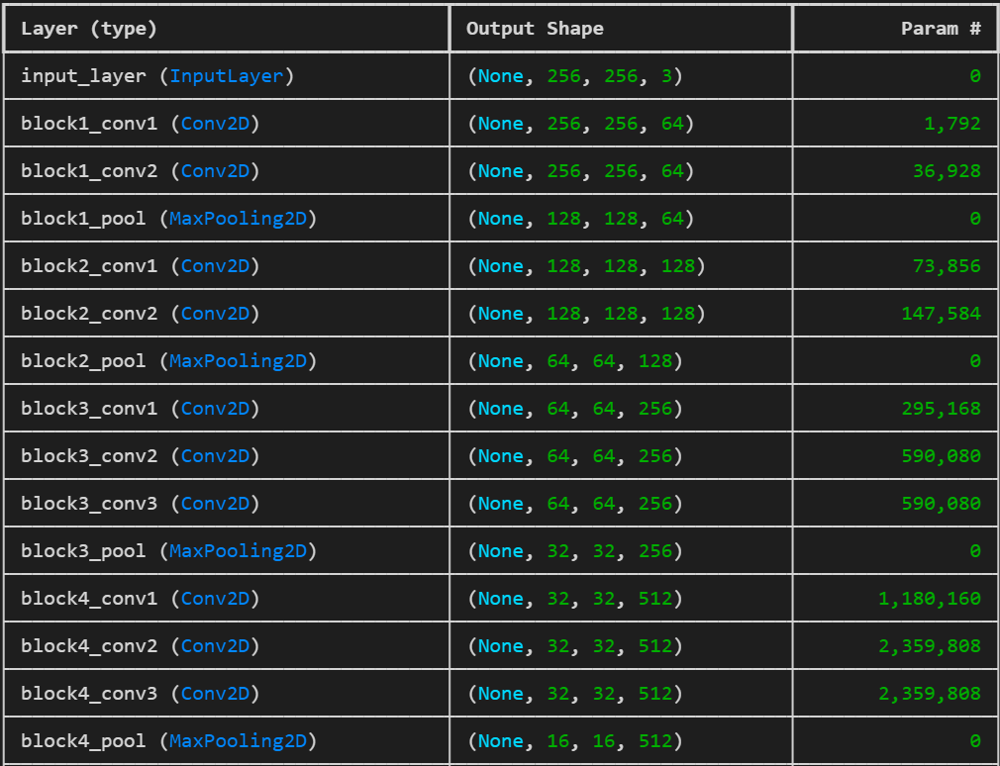 Layer (type) Output Shape Param #
input_layer (InputLayer) (None, 256, 256, 3) 0
block1_conv1 (Conv2D) (None, 256, 256, 64) 1,792
block1_conv2 (Conv2D) (None, 256, 256, 64) 36,928
block1_pool (MaxPooling2D) (None, 128, 128, 64) 0
block2_conv1 (Conv2D) (None, 128, 128, 128) 73,856
block2_conv2 (Conv2D) (None, 128, 128, 128) 147,584
block2_pool (MaxPooling2D) (None, 64, 64, 128) 0
block3_conv1 (Conv2D) (None, 64, 64, 256) 295,168
block3_conv2 (Conv2D) (None, 64, 64, 256) 590,080
block3_conv3 (Conv2D) (None, 64, 64, 256) 590,080
block3_pool (MaxPooling2D) (None, 32, 32, 256) 0
block4_conv1 (Conv2D) (None, 32, 32, 512) 1,180,160
block4_conv2 (Conv2D) (None, 32, 32, 512) 2,359,808
block4_conv3 (Conv2D) (None, 32, 32, 512) 2,359,808
block4_pool (MaxPooling2D) (None, 16, 16, 512) 0